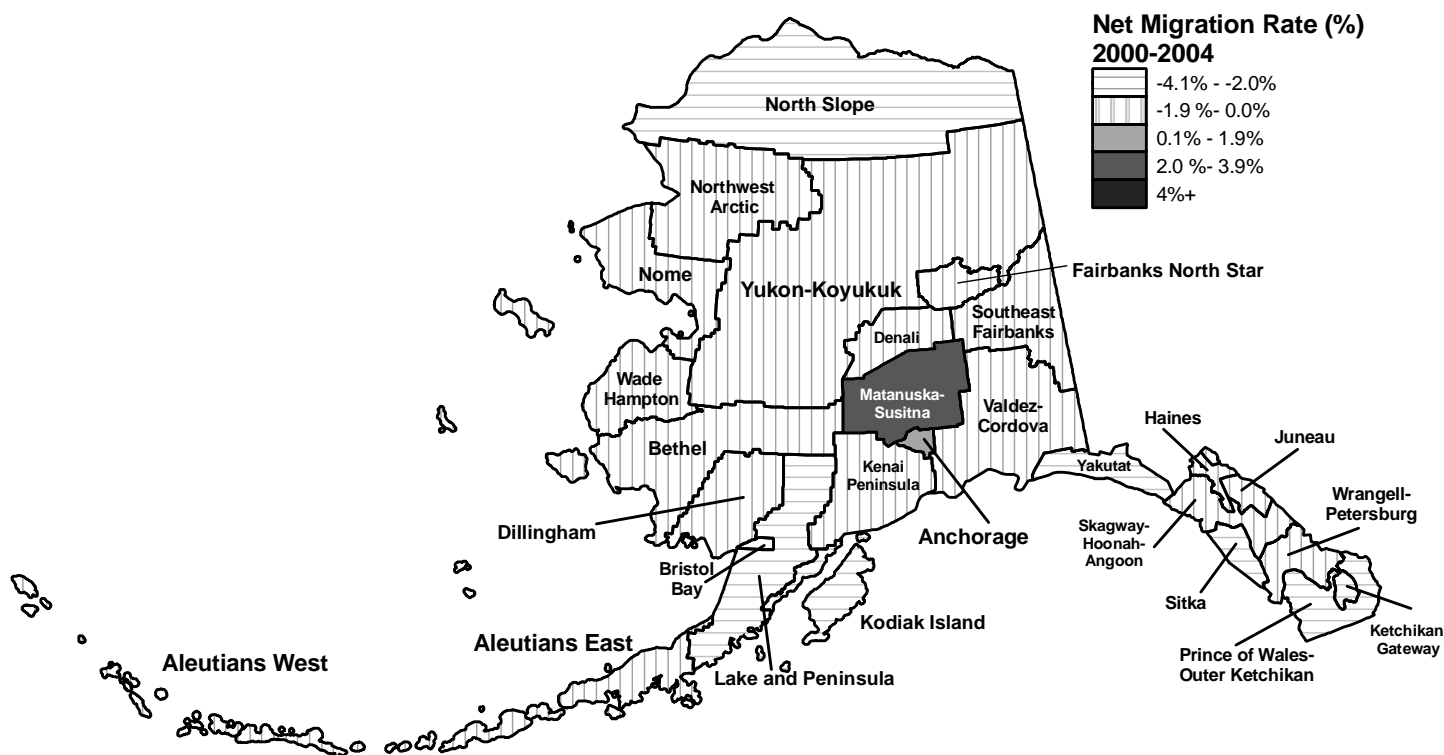 Net Migration Rate (%)
2000-2004
-4.1% - -2.0%
-1.9 %- 0.0%
0.1% - 1.9%
2.0 %- 3.9%
4%+
North Slope
Northwest
Arctic
Nome
Yukon-Koyukuk
Fairbanks North Star
Southeast
Fairbanks
Denali
Wade
Hampton
Matanuska-
Susitna
Valdez-
Cordova
Bethel
Kenai
Peninsula
Yakutat
Haines
Juneau
Wrangell-
Petersburg
Dillingham
Anchorage
Skagway-
Hoonah-
Angoon
Bristol
Bay
Sitka
Kodiak Island
Ketchikan
Gateway
Aleutians East
Aleutians West
Lake and Peninsula
Prince of Wales-
Outer Ketchikan